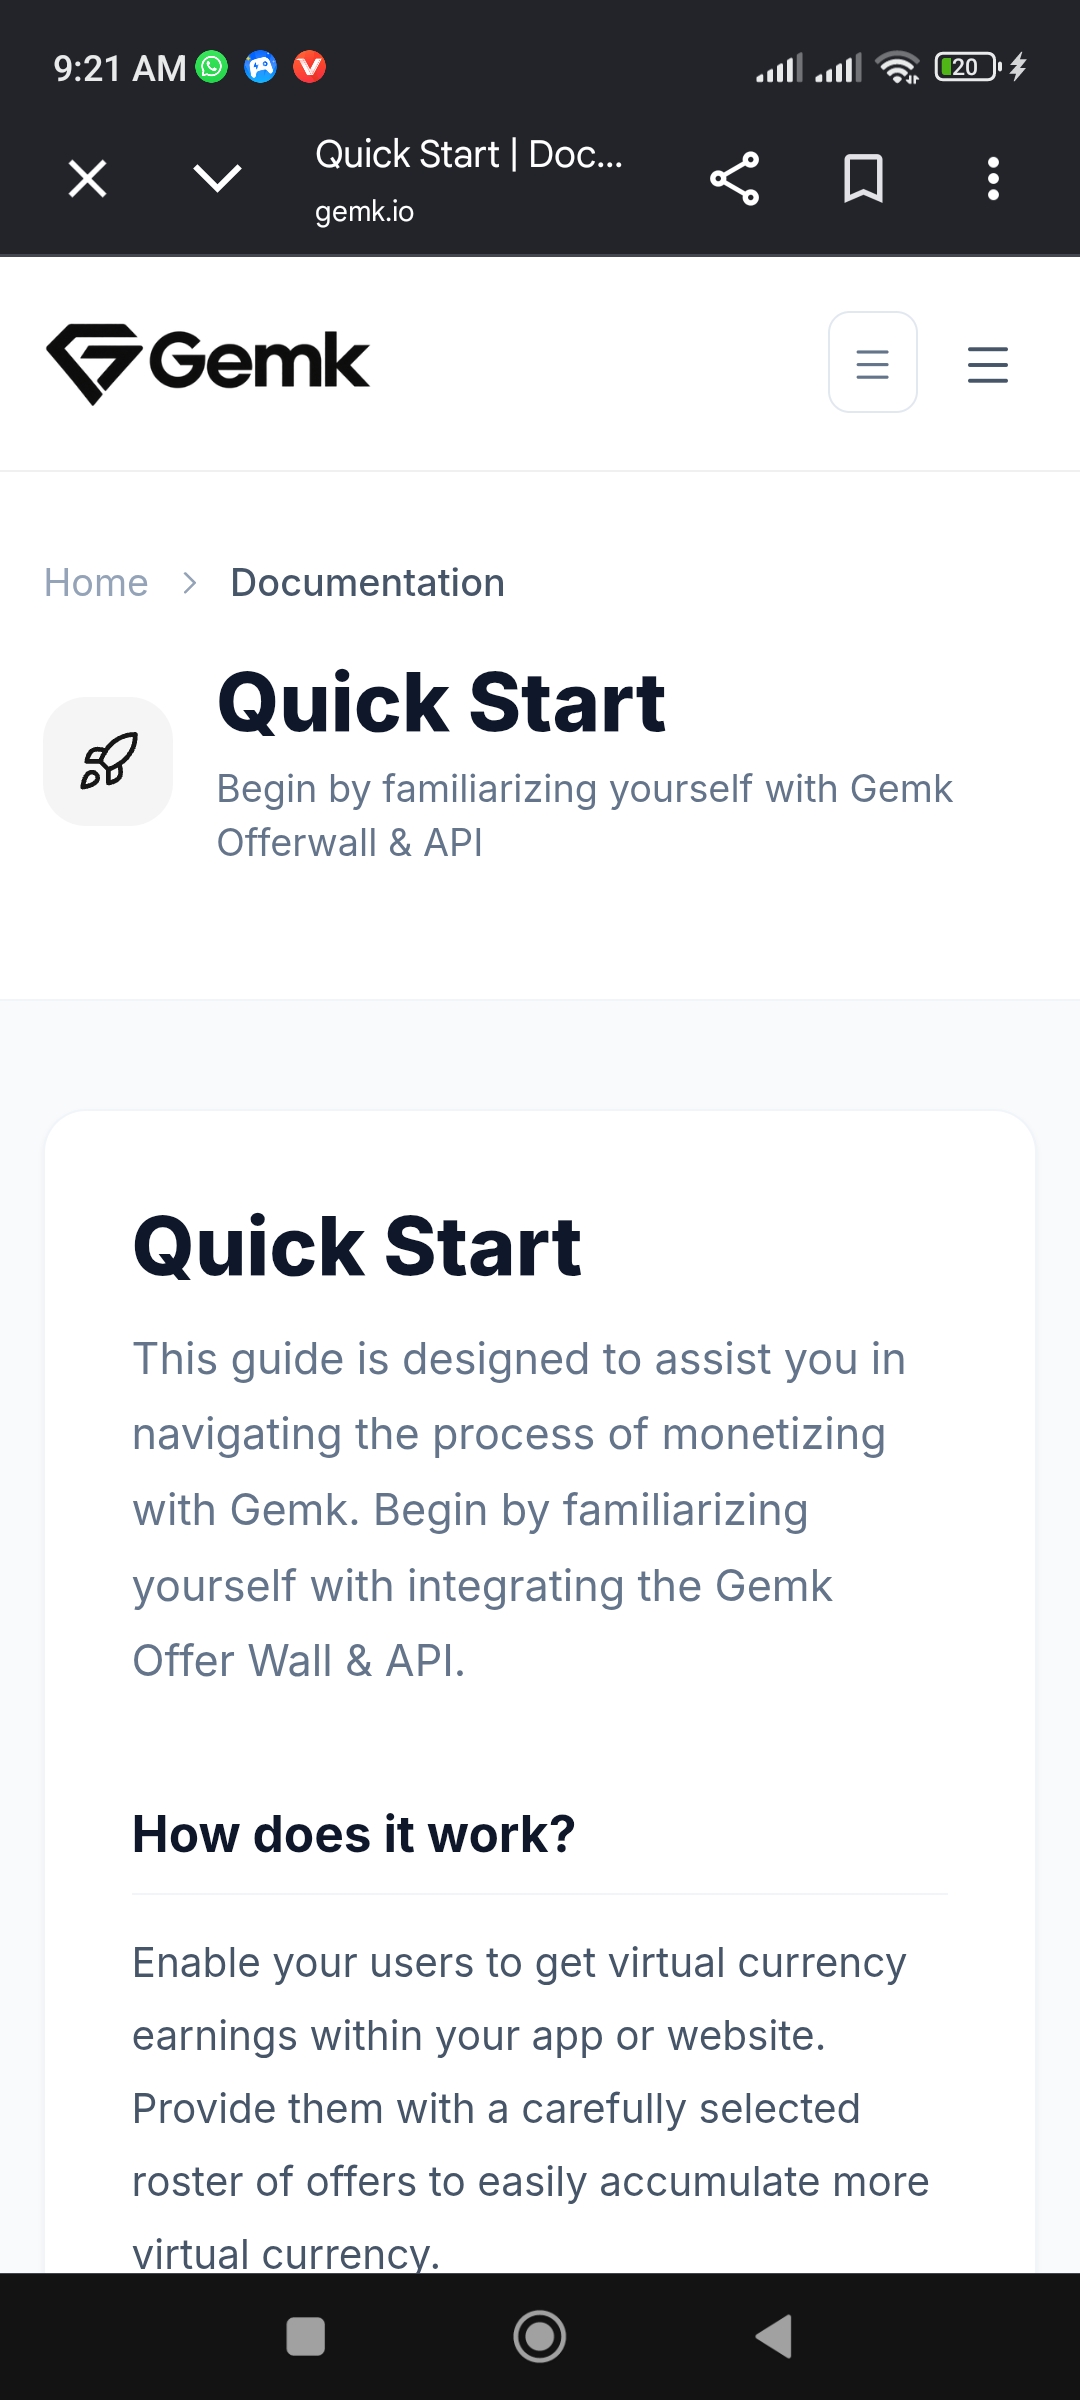 9:21 AM
20
Quick Start | Doc...
gemk.io
Gemk
Home > Documentation
Quick Start
Begin by familiarizing yourself with Gemk
Offerwall & API
Quick Start
This guide is designed to assist you in
navigating the process of monetizing
with Gemk. Begin by familiarizing
yourself with integrating the Gemk
Offer Wall & API.
How does it work?
Enable your users to get virtual currency
earnings within your app or website.
Provide them with a carefully selected
roster of offers to easily accumulate more
virtual currency.